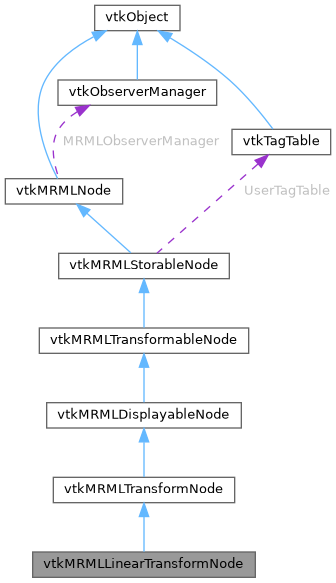 vtkObject
vtkObserverManager
MRMLObserverManager
vtkTagTable
vtkMRMLNode
UserTagTable
vtkMRMLStorableNode
vtkMRMLTransformableNode
vtkMRMLDisplayableNode
vtkMRMLTransformNode
vtkMRMLLinearTransformNode